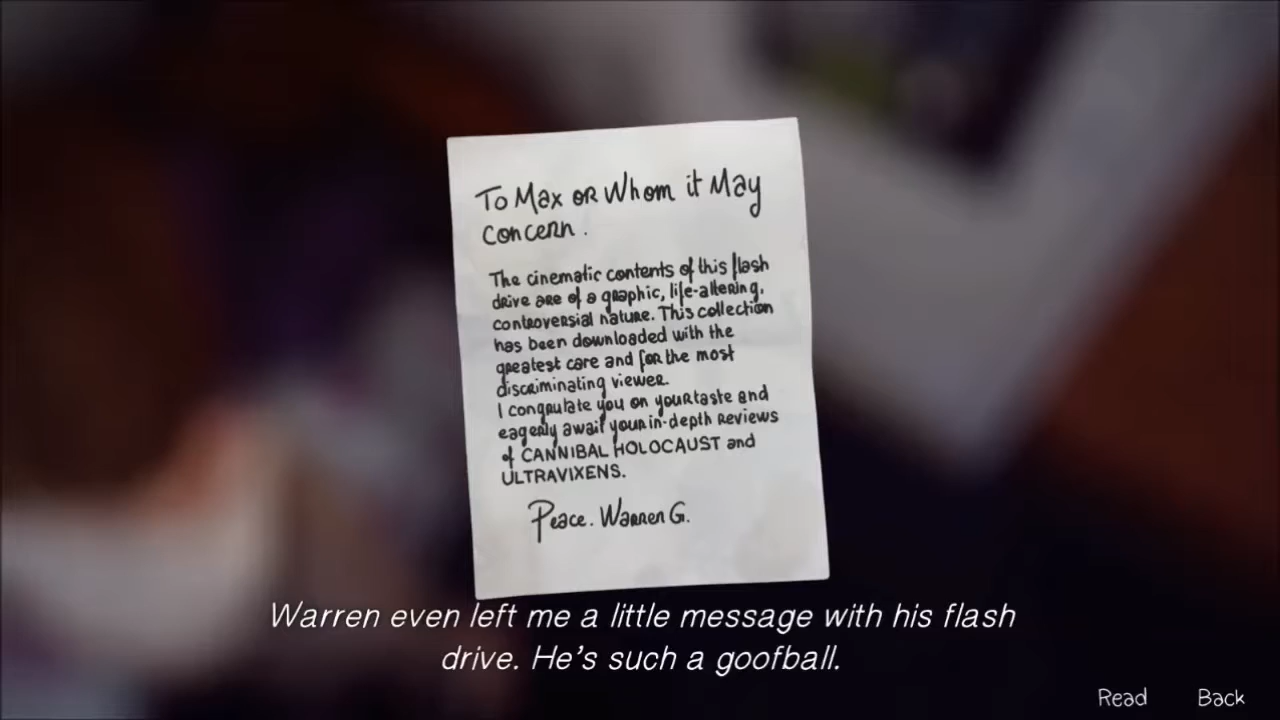 To Max or Whom it May
concern.
The cinematic contents of this flash
drive are of a graphic, life-altering,
controversial nature. This collection
has been downloaded with the
greatest care and for the most
discriminating viewer.
I congrulate you on your taste and
eagerly await your in-depth reviews
of CANNIBAL HOLOCAUST and
ULTRAVIXENS.
Peace. Warren G.
Warren even left me a little message with his flash
drive. He's such a goofball.
Read Back